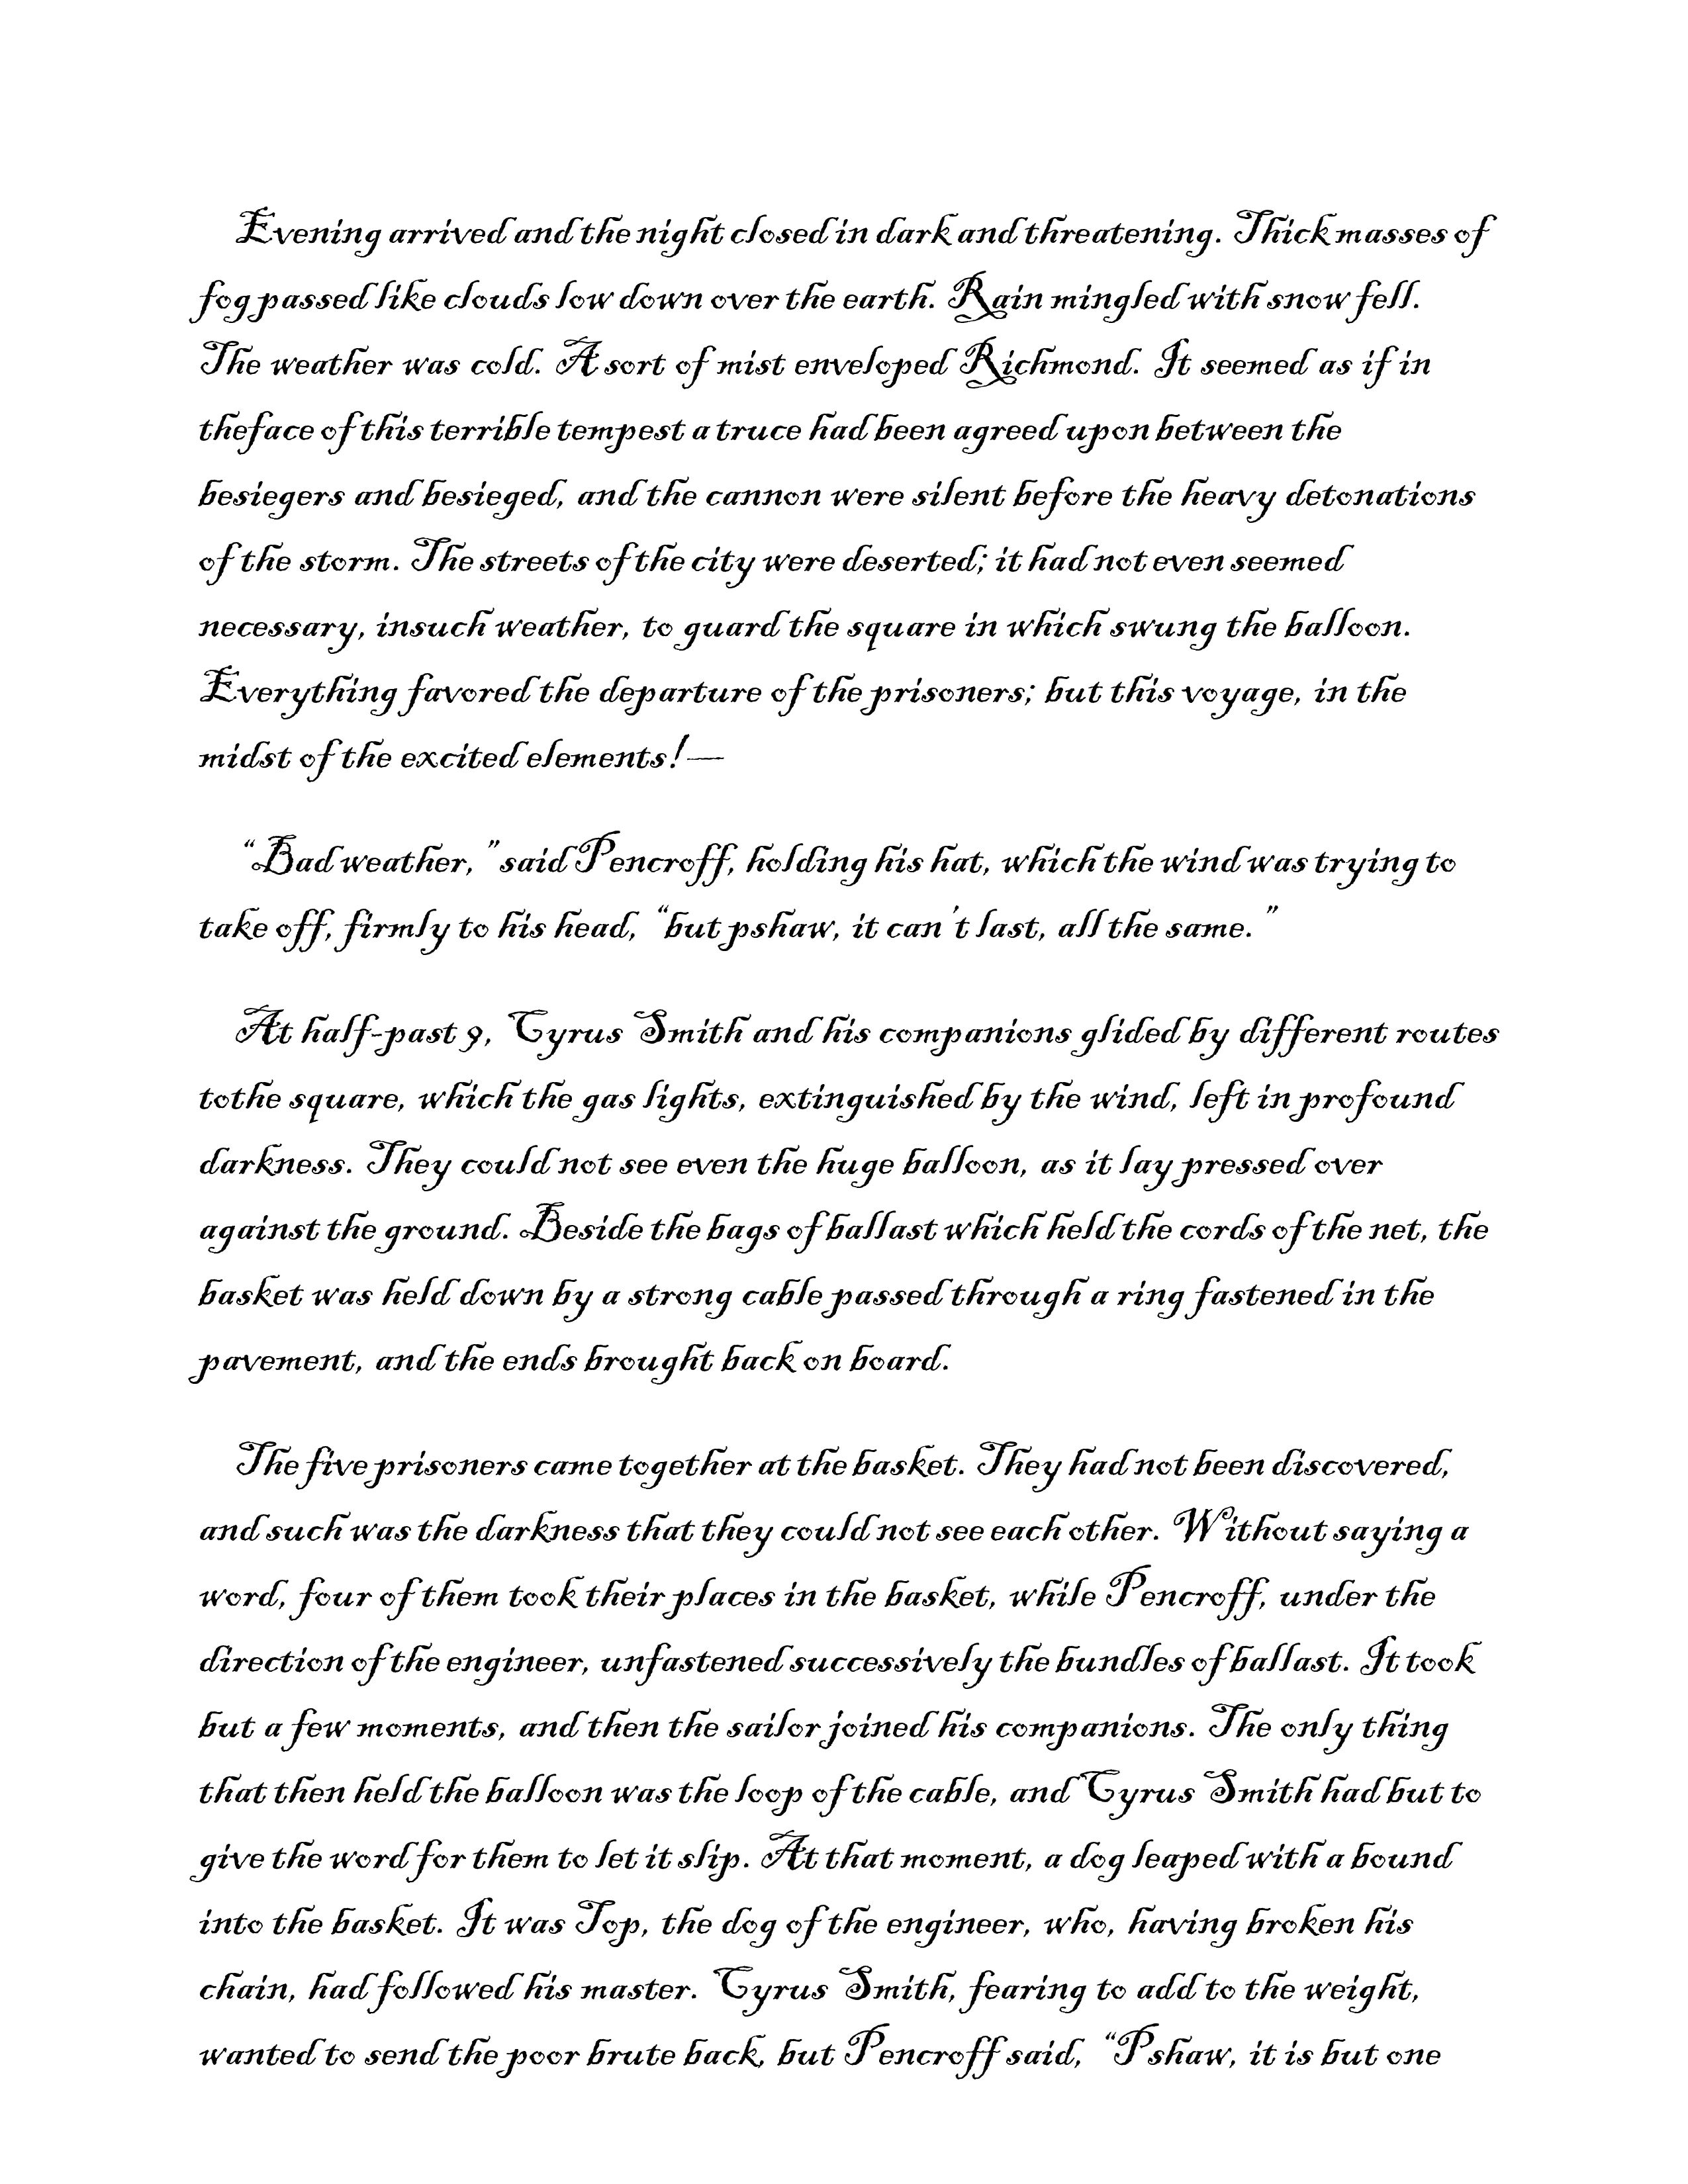 Evening arrived and the night closed in dark and threatening. Thick masses of
fog passed like clouds low down over the earth. Rain mingled with snow fell.
The weather was cold. A sort of mist enveloped Richmond. It seemed as if in
theface of this terrible tempest a truce had been agreed upon between the
besiegers and besieged, and the cannon were silent before the heavy detonations
of the storm. The streets of the city were deserted; it had not even seemed
necessary, insuch weather, to guard the square in which swung the balloon.
Everything favored the departure of the prisoners; but this voyage, in the
midst of the excited elements!—
“Bad weather,” said Pencroff, holding his hat, which the wind was trying to
take off, firmly to his head, “but pshaw, it can’t last, all the same.”
At half-past 9, Cyrus Smith and his companions glided by different routes
tothe square, which the gas lights, extinguished by the wind, left in profound
darkness. They could not see even the huge balloon, as it lay pressed over
against the ground. Beside the bags of ballast which held the cords of the net, the
basket was held down by a strong cable passed through a ring fastened in the
pavement, and the ends brought back on board.
The five prisoners came together at the basket. They had not been discovered,
and such was the darkness that they could not see each other. Without saying a
word, four of them took their places in the basket, while Pencroff, under the
direction of the engineer, unfastened successively the bundles of ballast. It took
but a few moments, and then the sailor joined his companions. The only thing
that then held the balloon was the loop of the cable, and Cyrus Smith had but to
give the word for them to let it slip. At that moment, a dog leaped with a bound
into the basket. It was Top, the dog of the engineer, who, having broken his
chain, had followed his master. Cyrus Smith, fearing to add to the weight,
wanted to send the poor brute back, but Pencroff said, “Pshaw, it is but one